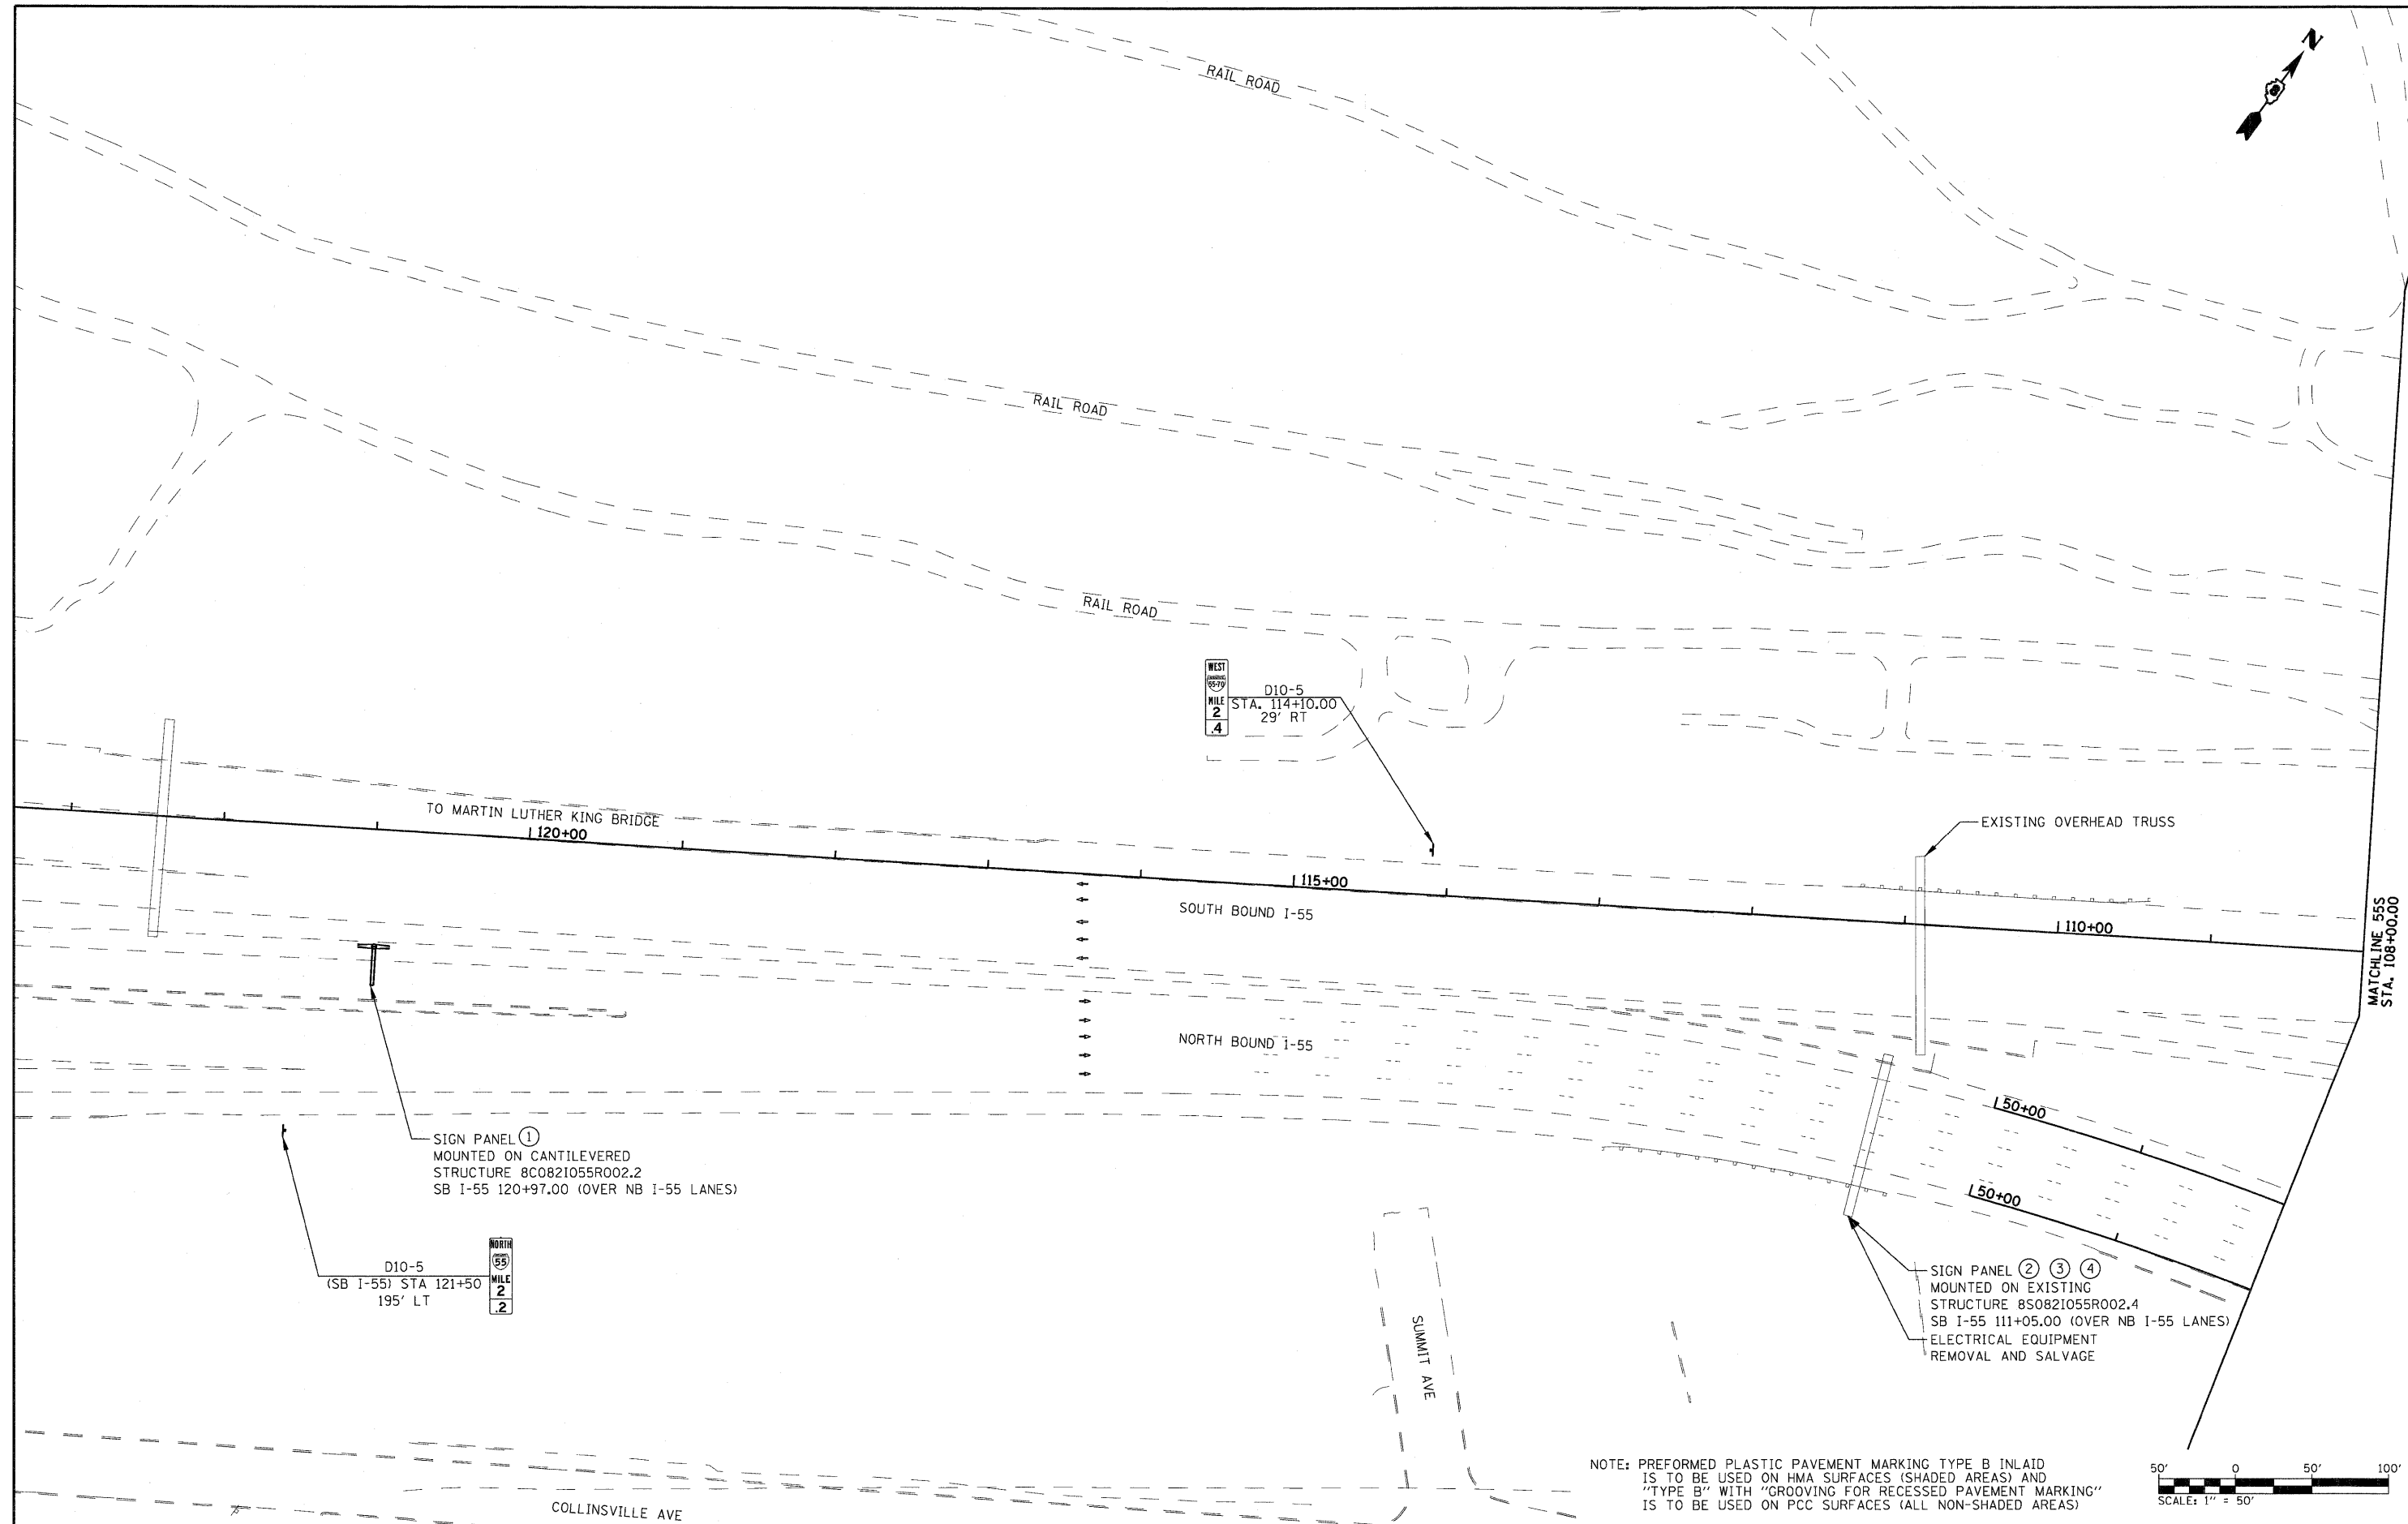 N
RAIL ROAD
RAIL ROAD
RAIL ROAD
WEST
55-70
MILE
2
.4
D10-5
STA. 114+10.00
29' RT
EXISTING OVERHEAD TRUSS
TO MARTIN LUTHER KING BRIDGE
120+00
115+00
110+00
SOUTH BOUND I-55
NORTH BOUND I-55
MATCHLINE 55S
STA. 108+00.00
50+00
50+00
SIGN PANEL 1
MOUNTED ON CANTILEVERED
STRUCTURE 8C082I055R002.2
SB I-55 120+97.00 (OVER NB I-55 LANES)
D10-5
(SB I-55) STA 121+50
195' LT
NORTH
55
MILE
2
.2
SIGN PANEL 2 3 4
MOUNTED ON EXISTING
STRUCTURE 8S082I055R002.4
SB I-55 111+05.00 (OVER NB I-55 LANES)
ELECTRICAL EQUIPMENT
REMOVAL AND SALVAGE
SUMMIT AVE
COLLINSVILLE AVE
NOTE: PREFORMED PLASTIC PAVEMENT MARKING TYPE B INLAID
IS TO BE USED ON HMA SURFACES (SHADED AREAS) AND
"TYPE B" WITH "GROOVING FOR RECESSED PAVEMENT MARKING"
IS TO BE USED ON PCC SURFACES (ALL NON-SHADED AREAS)
50' 0 50' 100'
SCALE: 1" = 50'